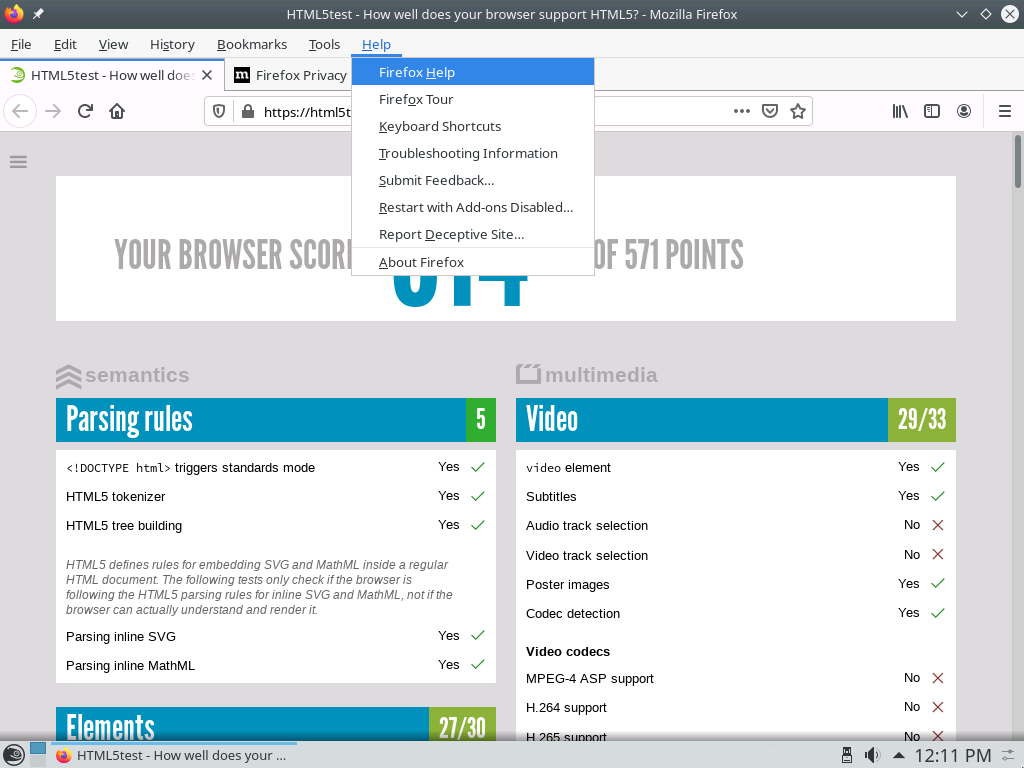 HTML5test - How well does your browser support HTML5? - Mozilla Firefox
File Edit View History Bookmarks Tools Help
HTML5test - How well does
Firefox Privacy
https://html5t
Firefox Help
Firefox Tour
Keyboard Shortcuts
Troubleshooting Information
Submit Feedback...
Restart with Add-ons Disabled...
Report Deceptive Site...
About Firefox
YOUR BROWSER SCORE
OF 571 POINTS
semantics
Parsing rules 5
<!DOCTYPE html> triggers standards mode Yes
HTML5 tokenizer Yes
HTML5 tree building Yes
HTML5 defines rules for embedding SVG and MathML inside a regular
HTML document. The following tests only check if the browser is
following the HTML5 parsing rules for inline SVG and MathML, not if the
browser can actually understand and render it.
Parsing inline SVG Yes
Parsing inline MathML Yes
Elements 27/30
multimedia
Video 29/33
video element Yes
Subtitles Yes
Audio track selection No
Video track selection No
Poster images Yes
Codec detection Yes
Video codecs
MPEG-4 ASP support No
H.264 support No
H.265 support No
HTML5test - How well does your ...
12:11 PM